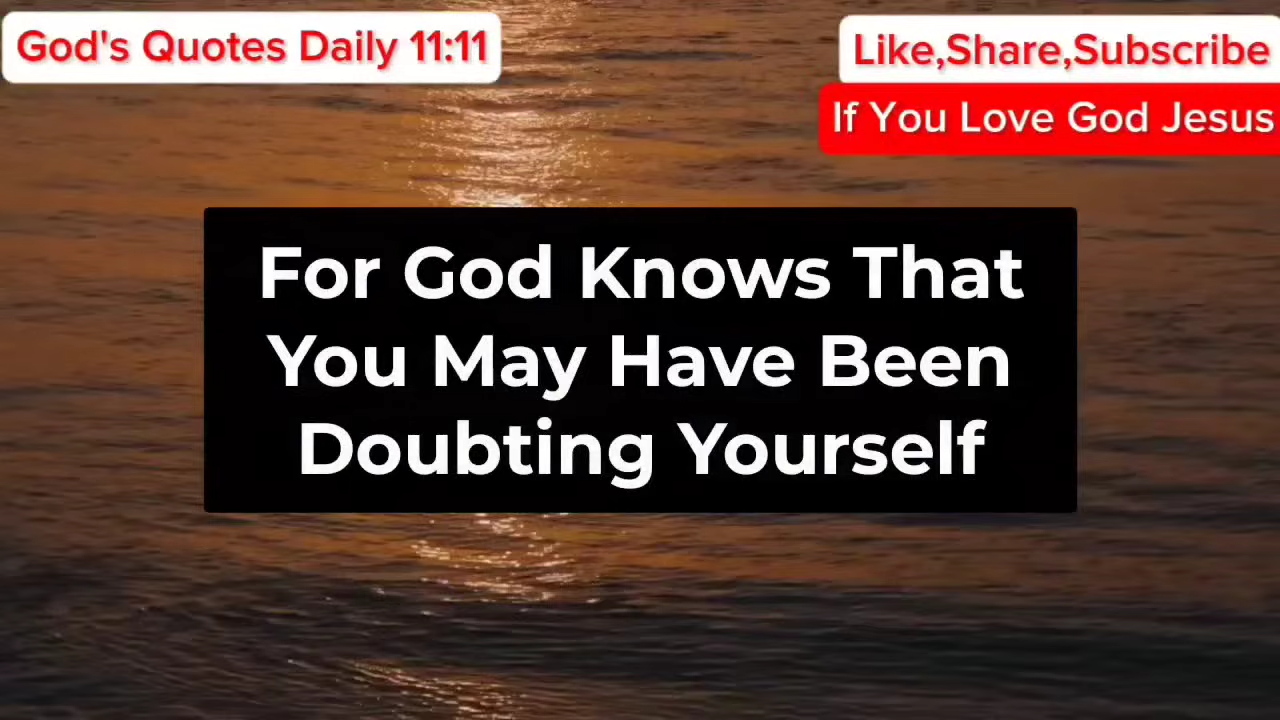 God's Quotes Daily 11:11
Like,Share,Subscribe
If You Love God Jesus
For God Knows That
You May Have Been
Doubting Yourself